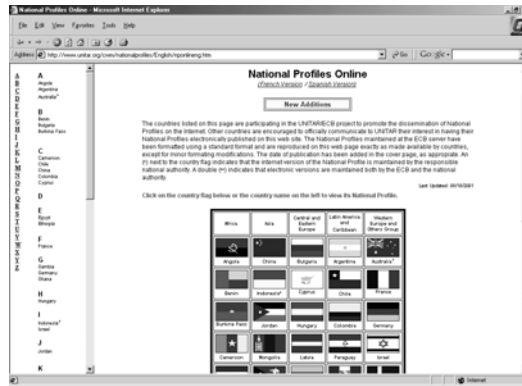 National Profiles Online - Microsoft Internet Explorer
File Edit View Favorites Tools Help
Address http://www.unitar.org/cwm/nationalprofiles/English/nponlineng.htm Go Google
A
B
C
D
E
F
G
H
I
J
K
L
M
N
O
P
Q
R
S
T
U
V
W
X
Y
Z
A
Angola
Argentina
Australia*
B
Benin
Bulgaria
Burkina Faso
C
Cameroon
Chile
China
Colombia
Cyprus
D
E
Egypt
Ethiopia
F
France
G
Gambia
Germany
Ghana
H
Hungary
I
Indonesia*
Israel
J
Jordan
K
National Profiles Online
(French Version / Spanish Version)
New Additions
The countries listed on this page are participating in the UNITAR/ECB project to promote the dissemination of National
Profiles on the Internet. Other countries are encouraged to officially communicate to UNITAR their interest in having their
National Profiles electronically published on this web site. The National Profiles maintained at the ECB server have
been formatted using a standard format and are reproduced on this web page exactly as made available by countries,
except for minor formatting modifications. The date of publication has been added in the cover page, as appropriate. An
(*) next to the country flag indicates that the internet version of the National Profile is maintained by the responsible
national authority. A double (**) indicates that electronic versions are maintained both by the ECB and the national
authority.
Last Updated:
Click on the country flag below or the country name on the left to view its National Profile.
Africa Asia Central and Eastern Europe Latin America and Caribbean Western Europe and Others Group
Angola China Bulgaria Argentina Australia*
Benin Indonesia* Cyprus Chile France
Burkina Faso Jordan Hungary Colombia Germany
Cameroon Mongolia Latvia Paraguay Israel
Internet